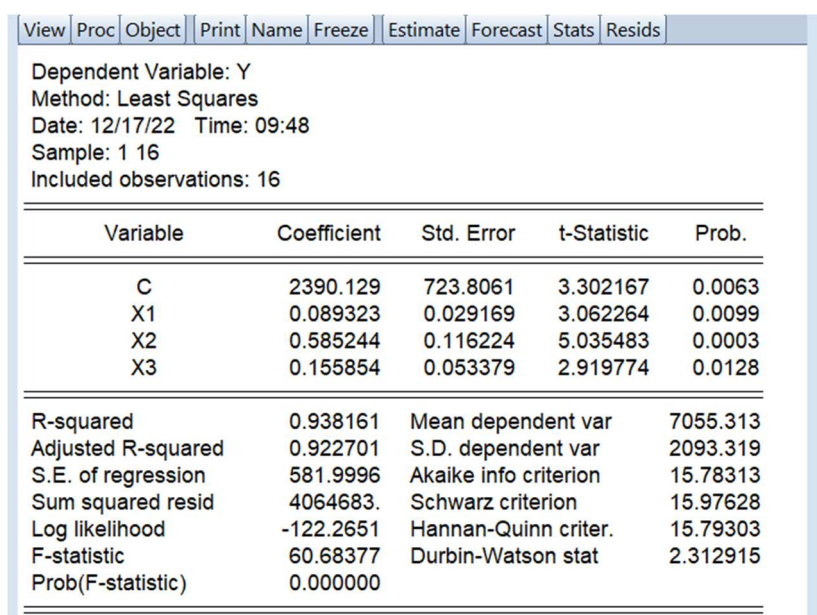 View Proc Object Print Name Freeze Estimate Forecast Stats Resids
Dependent Variable: Y
Method: Least Squares
Date: 12/17/22 Time: 09:48
Sample: 1 16
Included observations: 16
Variable Coefficient Std. Error t-Statistic Prob.
C 2390.129 723.8061 3.302167 0.0063
X1 0.089323 0.029169 3.062264 0.0099
X2 0.585244 0.116224 5.035483 0.0003
X3 0.155854 0.053379 2.919774 0.0128
R-squared 0.938161 Mean dependent var 7055.313
Adjusted R-squared 0.922701 S.D. dependent var 2093.319
S.E. of regression 581.9996 Akaike info criterion 15.78313
Sum squared resid 4064683. Schwarz criterion 15.97628
Log likelihood -122.2651 Hannan-Quinn criter. 15.79303
F-statistic 60.68377 Durbin-Watson stat 2.312915
Prob(F-statistic) 0.000000